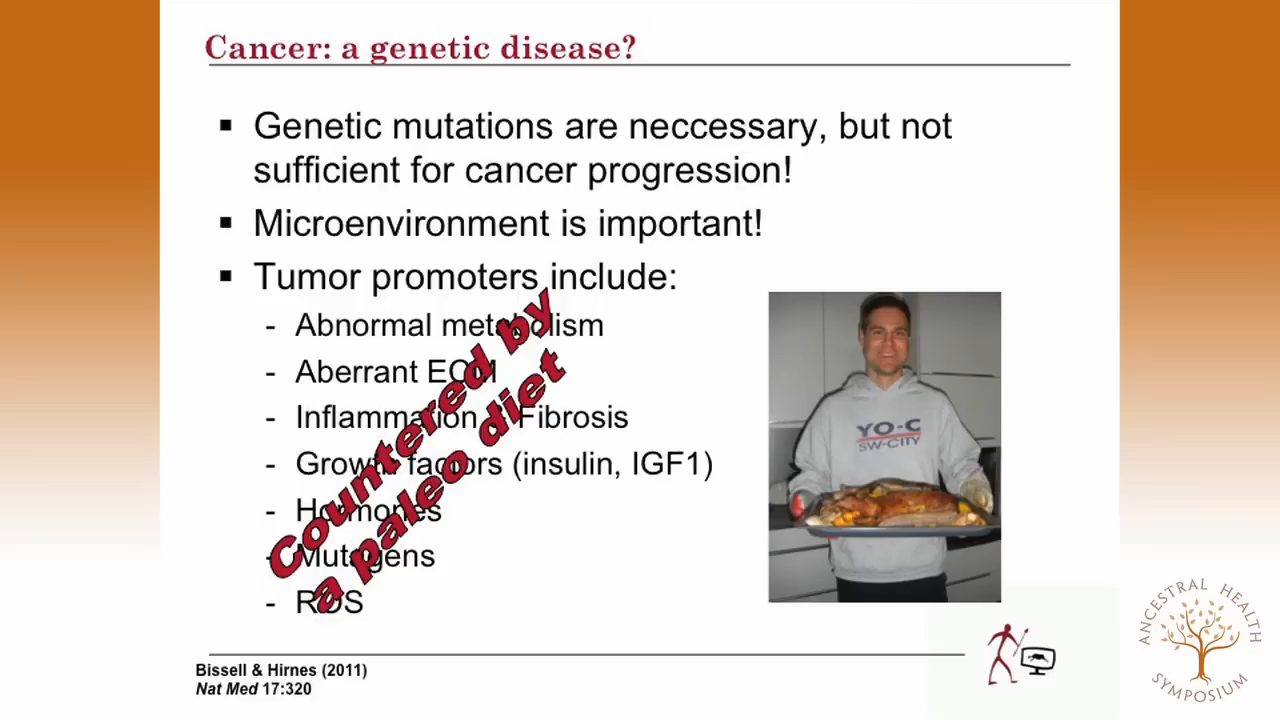 Cancer: a genetic disease?
▪ Genetic mutations are neccessary, but not
sufficient for cancer progression!
▪ Microenvironment is important!
▪ Tumor promoters include:
- Abnormal metabolism
- Aberrant ECM
- Inflammation & Fibrosis
- Growth factors (insulin, IGF1)
- Hormones
- Mutagens
- ROS
Countered by
a paleo diet
YO-C
SW-CITY
Bissell & Hirnes (2011)
Nat Med 17:320
ANCESTRAL HEALTH
SYMPOSIUM